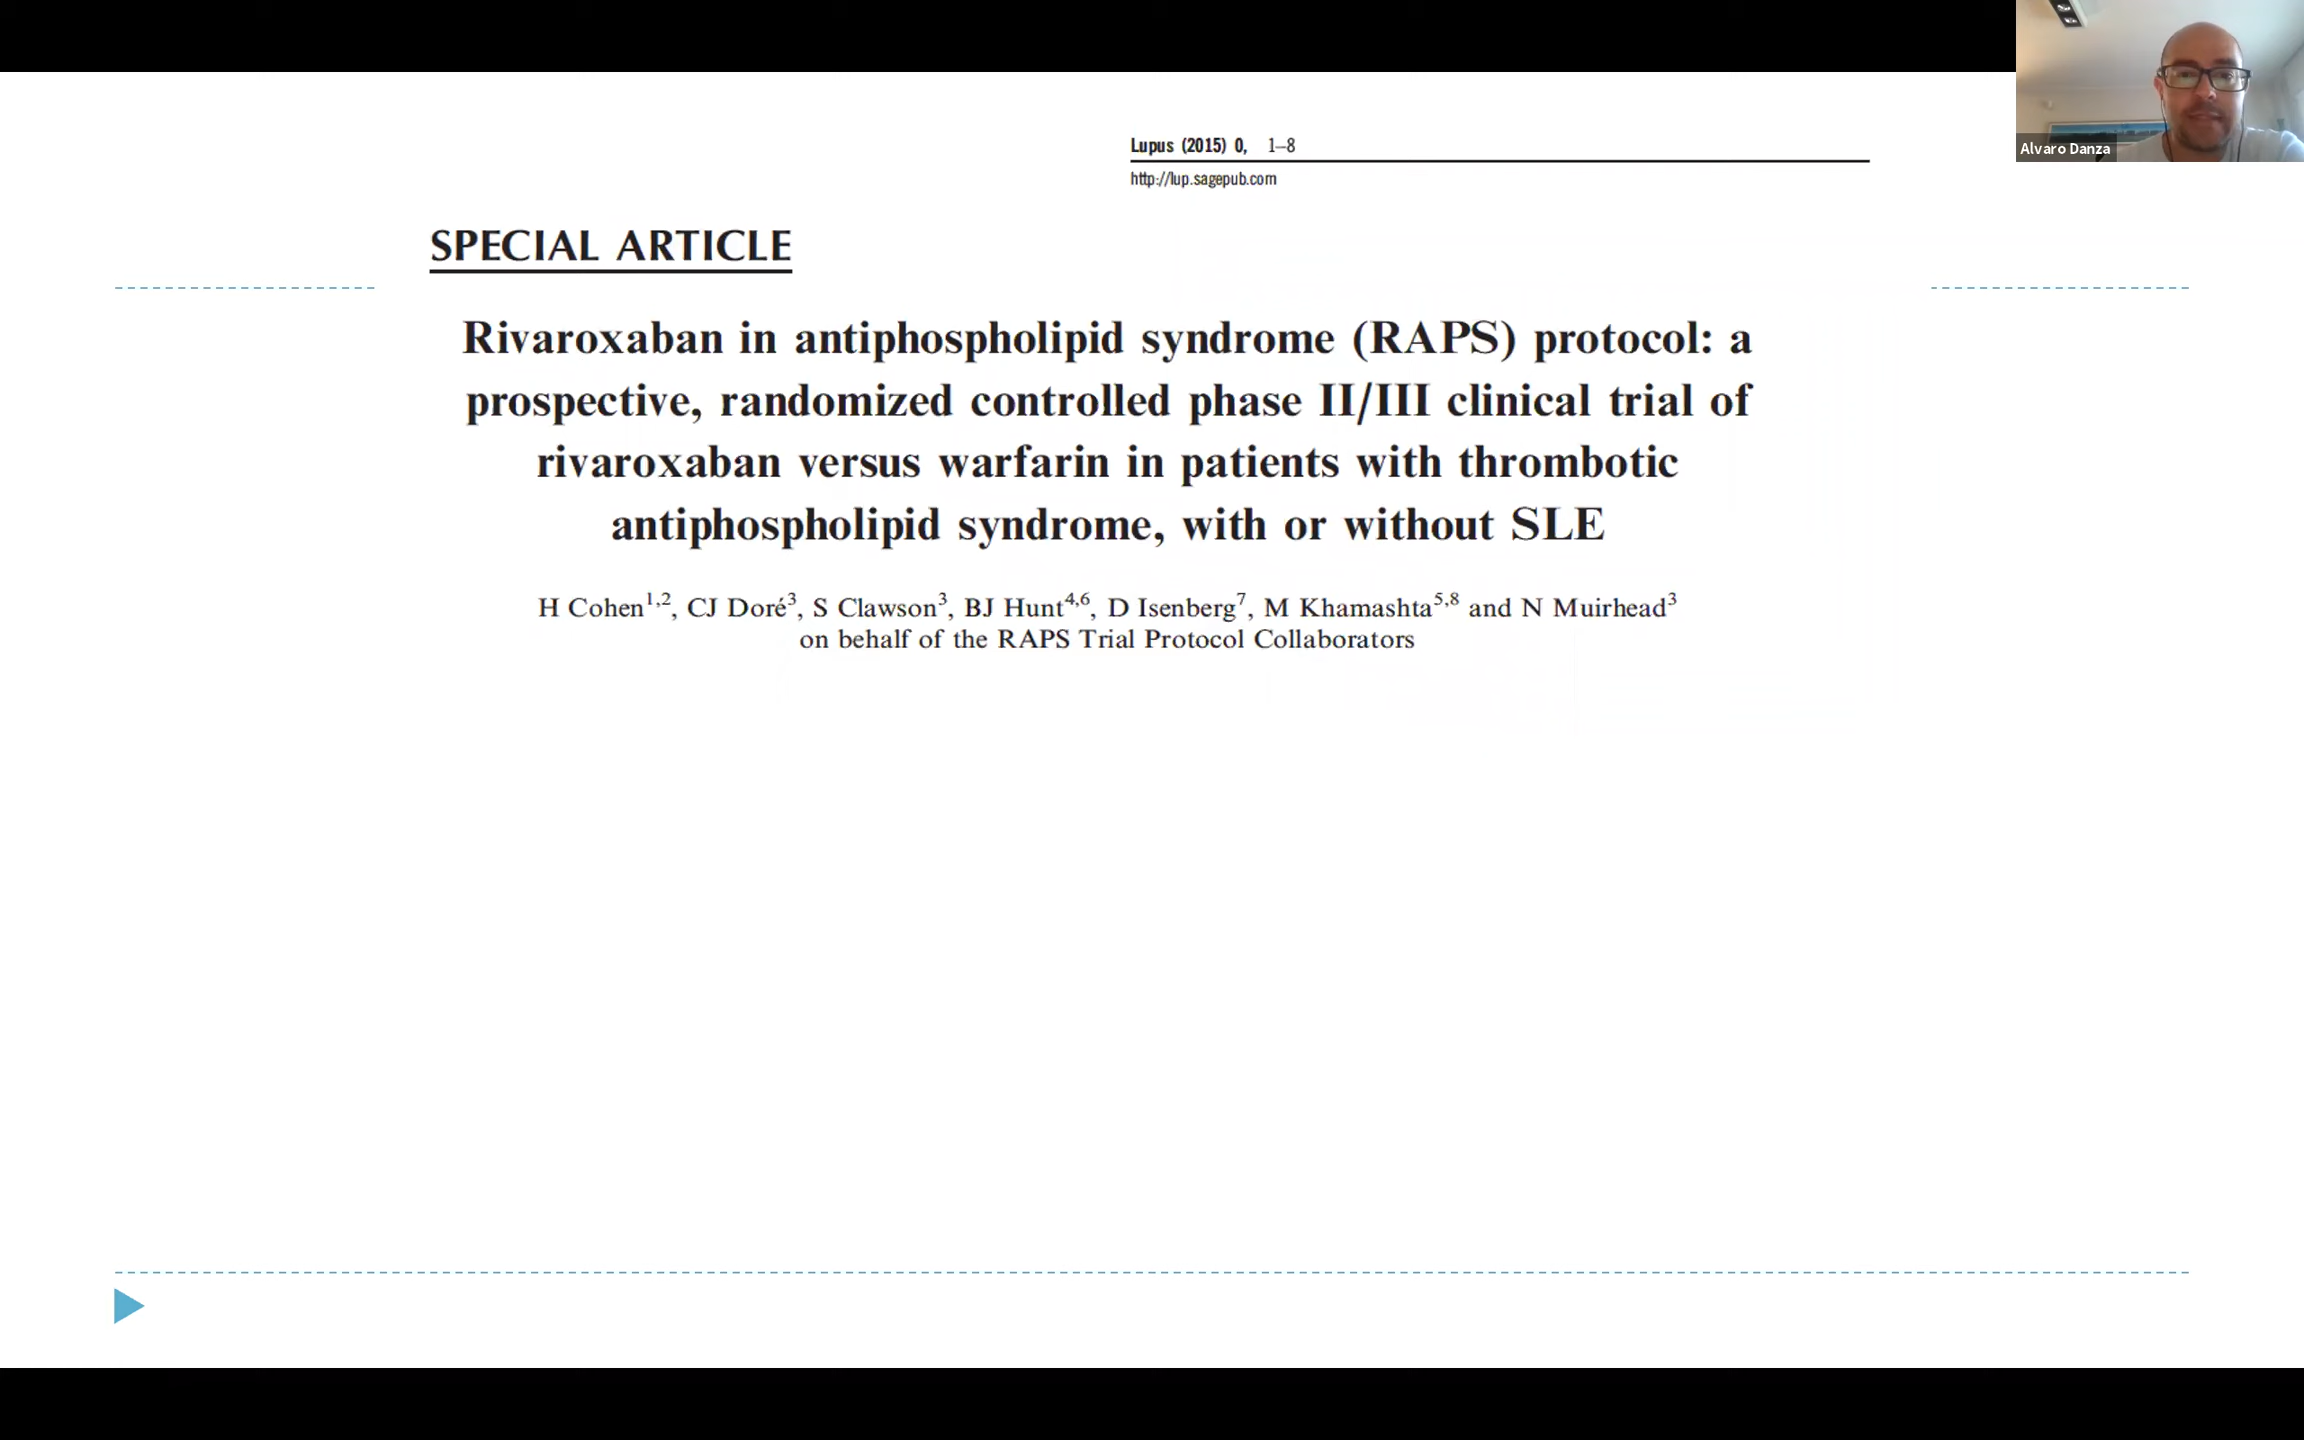 Lupus (2015) 0, 1–8
http://lup.sagepub.com
Alvaro Danza
SPECIAL ARTICLE
Rivaroxaban in antiphospholipid syndrome (RAPS) protocol: a
prospective, randomized controlled phase II/III clinical trial of
rivaroxaban versus warfarin in patients with thrombotic
antiphospholipid syndrome, with or without SLE
H Cohen1,2, CJ Doré3, S Clawson3, BJ Hunt4,6, D Isenberg7, M Khamashta5,8 and N Muirhead3
on behalf of the RAPS Trial Protocol Collaborators